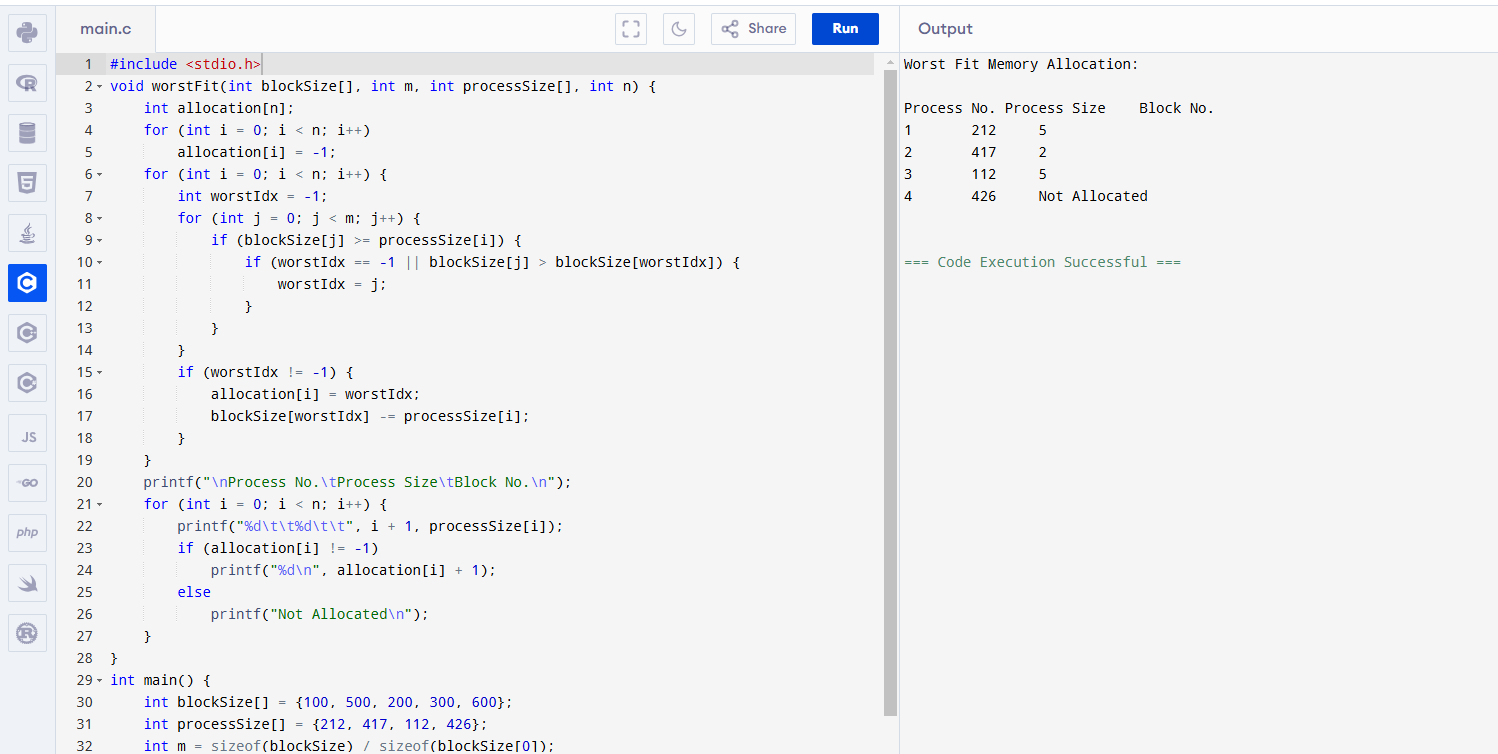 main.c
Share
Run
Output
1 #include <stdio.h>
2 void worstFit(int blockSize[], int m, int processSize[], int n) {
3     int allocation[n];
4     for (int i = 0; i < n; i++)
5         allocation[i] = -1;
6     for (int i = 0; i < n; i++) {
7         int worstIdx = -1;
8         for (int j = 0; j < m; j++) {
9             if (blockSize[j] >= processSize[i]) {
10                 if (worstIdx == -1 || blockSize[j] > blockSize[worstIdx]) {
11                     worstIdx = j;
12                 }
13             }
14         }
15         if (worstIdx != -1) {
16             allocation[i] = worstIdx;
17             blockSize[worstIdx] -= processSize[i];
18         }
19     }
20     printf("\nProcess No.\tProcess Size\tBlock No.\n");
21     for (int i = 0; i < n; i++) {
22         printf("%d\t\t%d\t\t", i + 1, processSize[i]);
23         if (allocation[i] != -1)
24             printf("%d\n", allocation[i] + 1);
25         else
26             printf("Not Allocated\n");
27     }
28 }
29 int main() {
30     int blockSize[] = {100, 500, 200, 300, 600};
31     int processSize[] = {212, 417, 112, 426};
32     int m = sizeof(blockSize) / sizeof(blockSize[0]);
Worst Fit Memory Allocation:
Process No. Process Size    Block No.
1       212     5
2       417     2
3       112     5
4       426     Not Allocated
=== Code Execution Successful ===
R
5
C
C
C
JS
GO
php
R